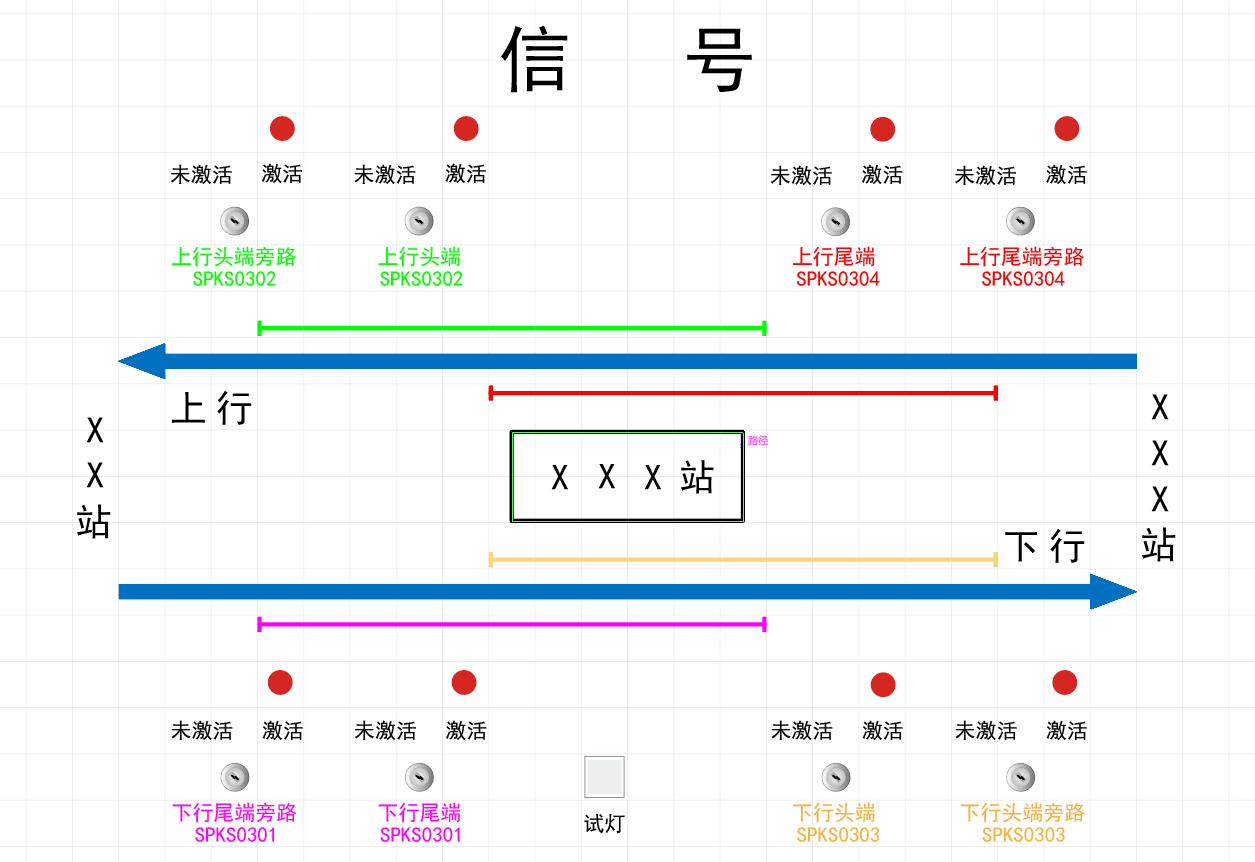 信 号
未激活 激活 未激活 激活 未激活 激活 未激活 激活
上行头端旁路 上行头端 上行尾端 上行尾端旁路
SPKS0302 SPKS0302 SPKS0304 SPKS0304
上 行
X
X
站
X X X 站
路径
X
X
X
站
下 行
未激活 激活 未激活 激活 未激活 激活 未激活 激活
下行尾端旁路 下行尾端 下行头端 下行头端旁路
SPKS0301 SPKS0301 SPKS0303 SPKS0303
试灯